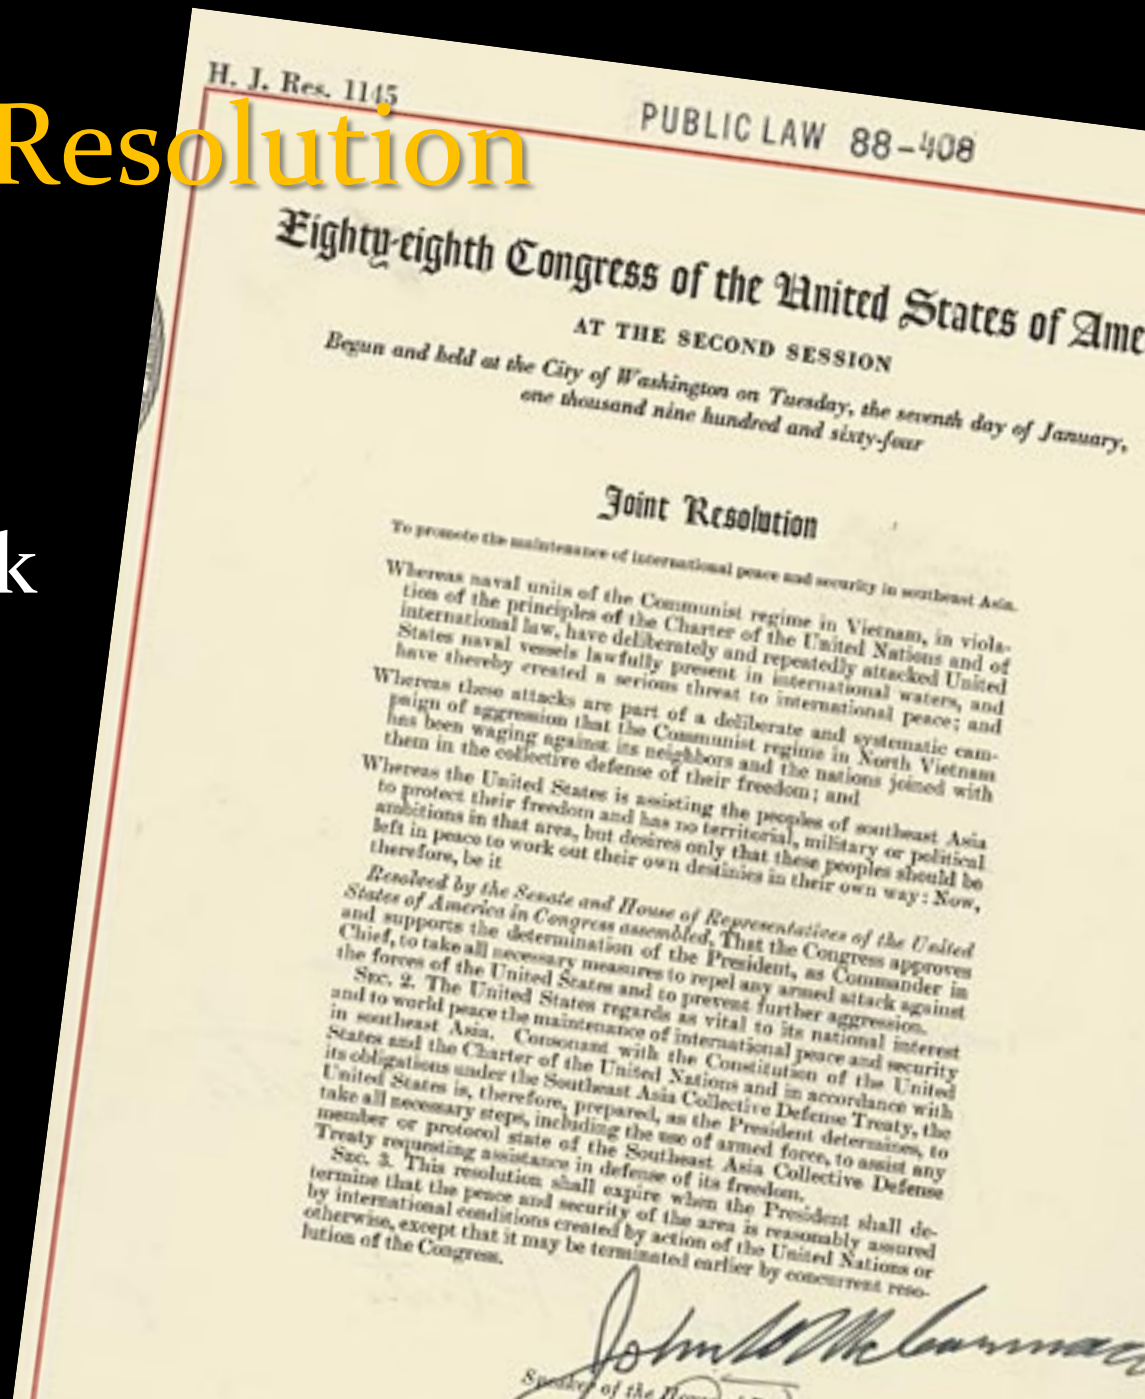 H. J. Res. 1145
PUBLIC LAW 88-408
Resolution
Eighty-eighth Congress of the United States of Ame
AT THE SECOND SESSION
Begun and held at the City of Washington on Tuesday, the seventh day of January,
one thousand nine hundred and sixty-four
k
Joint Resolution
To promote the maintenance of international peace and security in southeast Asia.
Whereas naval units of the Communist regime in Vietnam, in viola-
tion of the principles of the Charter of the United Nations and of
international law, have deliberately and repeatedly attacked United
States naval vessels lawfully present in international waters, and
have thereby created a serious threat to international peace; and
Whereas these attacks are part of a deliberate and systematic cam-
paign of aggression that the Communist regime in North Vietnam
has been waging against its neighbors and the nations joined with
them in the collective defense of their freedom; and
Whereas the United States is assisting the peoples of southeast Asia
to protect their freedom and has no territorial, military or political
ambitions in that area, but desires only that these peoples should be
left in peace to work out their own destinies in their own way: Now,
therefore, be it
Resolved by the Senate and House of Representatives of the United
States of America in Congress assembled, That the Congress approves
and supports the determination of the President, as Commander in
Chief, to take all necessary measures to repel any armed attack against
the forces of the United States and to prevent further aggression.
Sec. 2. The United States regards as vital to its national interest
and to world peace the maintenance of international peace and security
in southeast Asia. Consonant with the Constitution of the United
States and the Charter of the United Nations and in accordance with
its obligations under the Southeast Asia Collective Defense Treaty, the
United States is, therefore, prepared, as the President determines, to
take all necessary steps, including the use of armed force, to assist any
member or protocol state of the Southeast Asia Collective Defense
Treaty requesting assistance in defense of its freedom.
Sec. 3. This resolution shall expire when the President shall de-
termine that the peace and security of the area is reasonably assured
by international conditions created by action of the United Nations or
otherwise, except that it may be terminated earlier by concurrent reso-
lution of the Congress.
John W McCormac
Speaker of the House